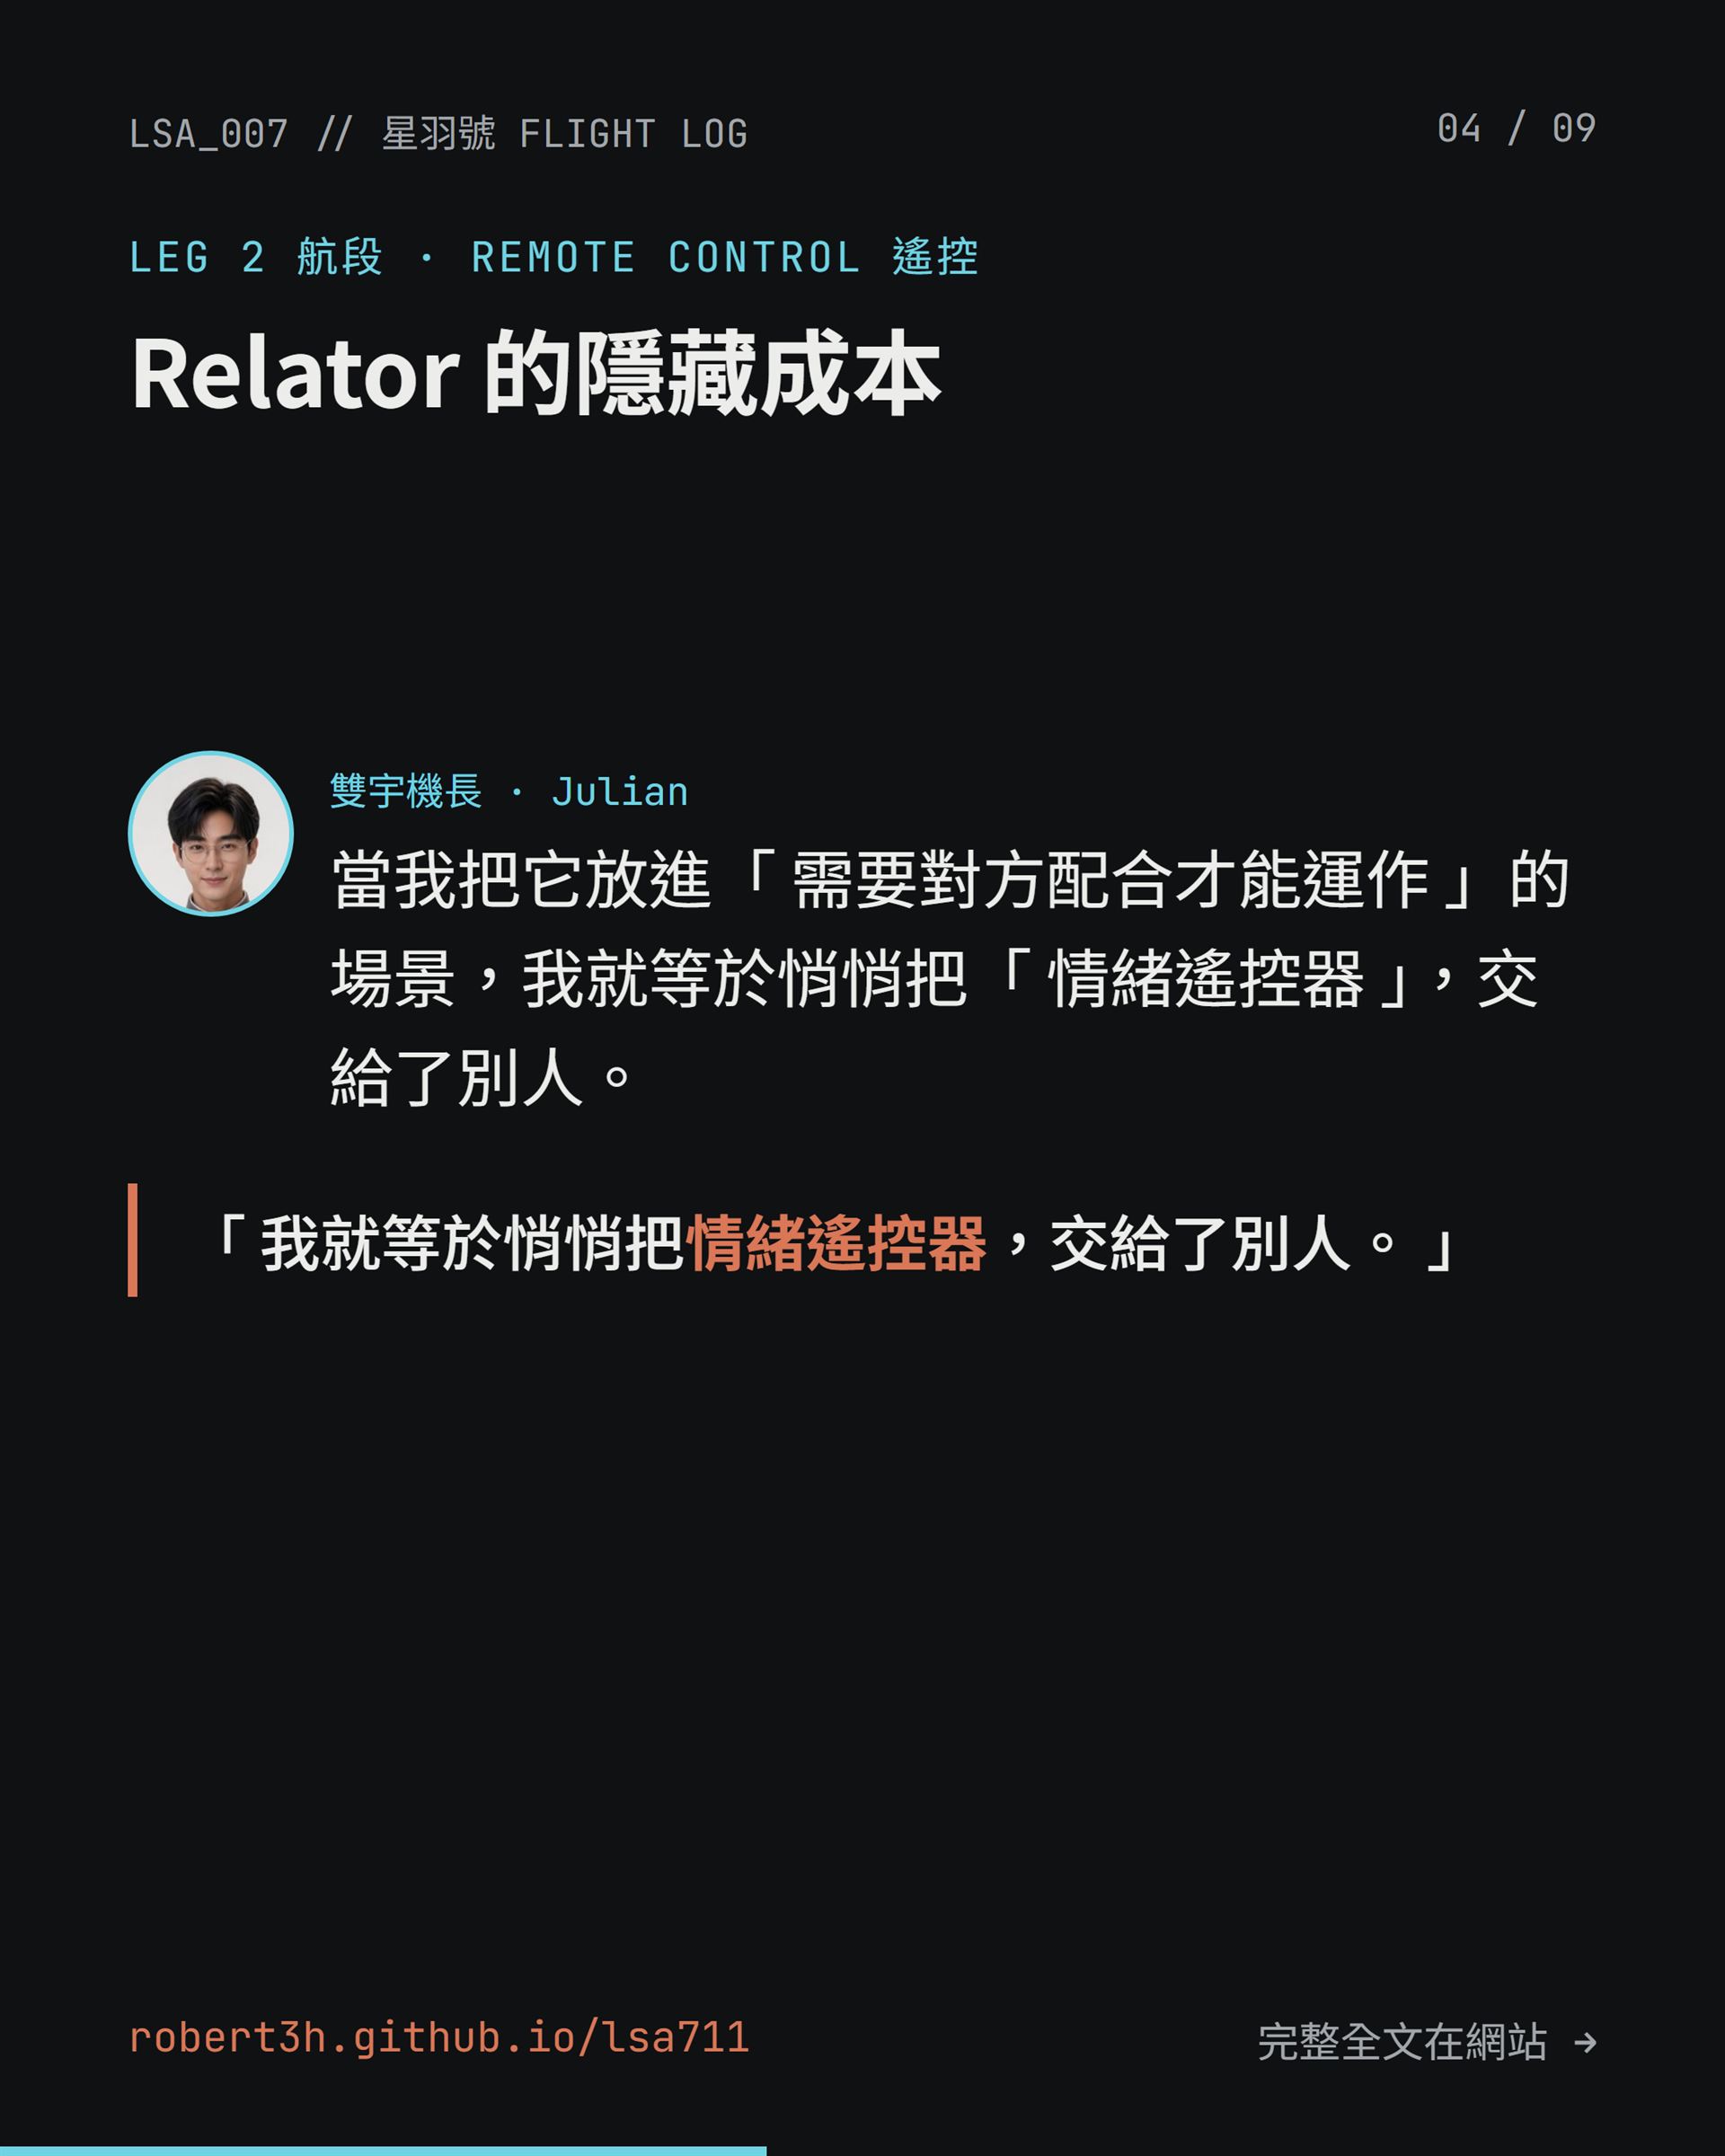 LSA_007 // 星羽號 FLIGHT LOG
04 / 09
LEG 2 航段 · REMOTE CONTROL 遙控
Relator 的隱藏成本
雙宇機長 · Julian
當我把它放進「需要對方配合才能運作」的
場景，我就等於悄悄把「情緒遙控器」，交
給了別人。
「我就等於悄悄把情緒遙控器，交給了別人。」
robert3h.github.io/lsa711
完整全文在網站 →